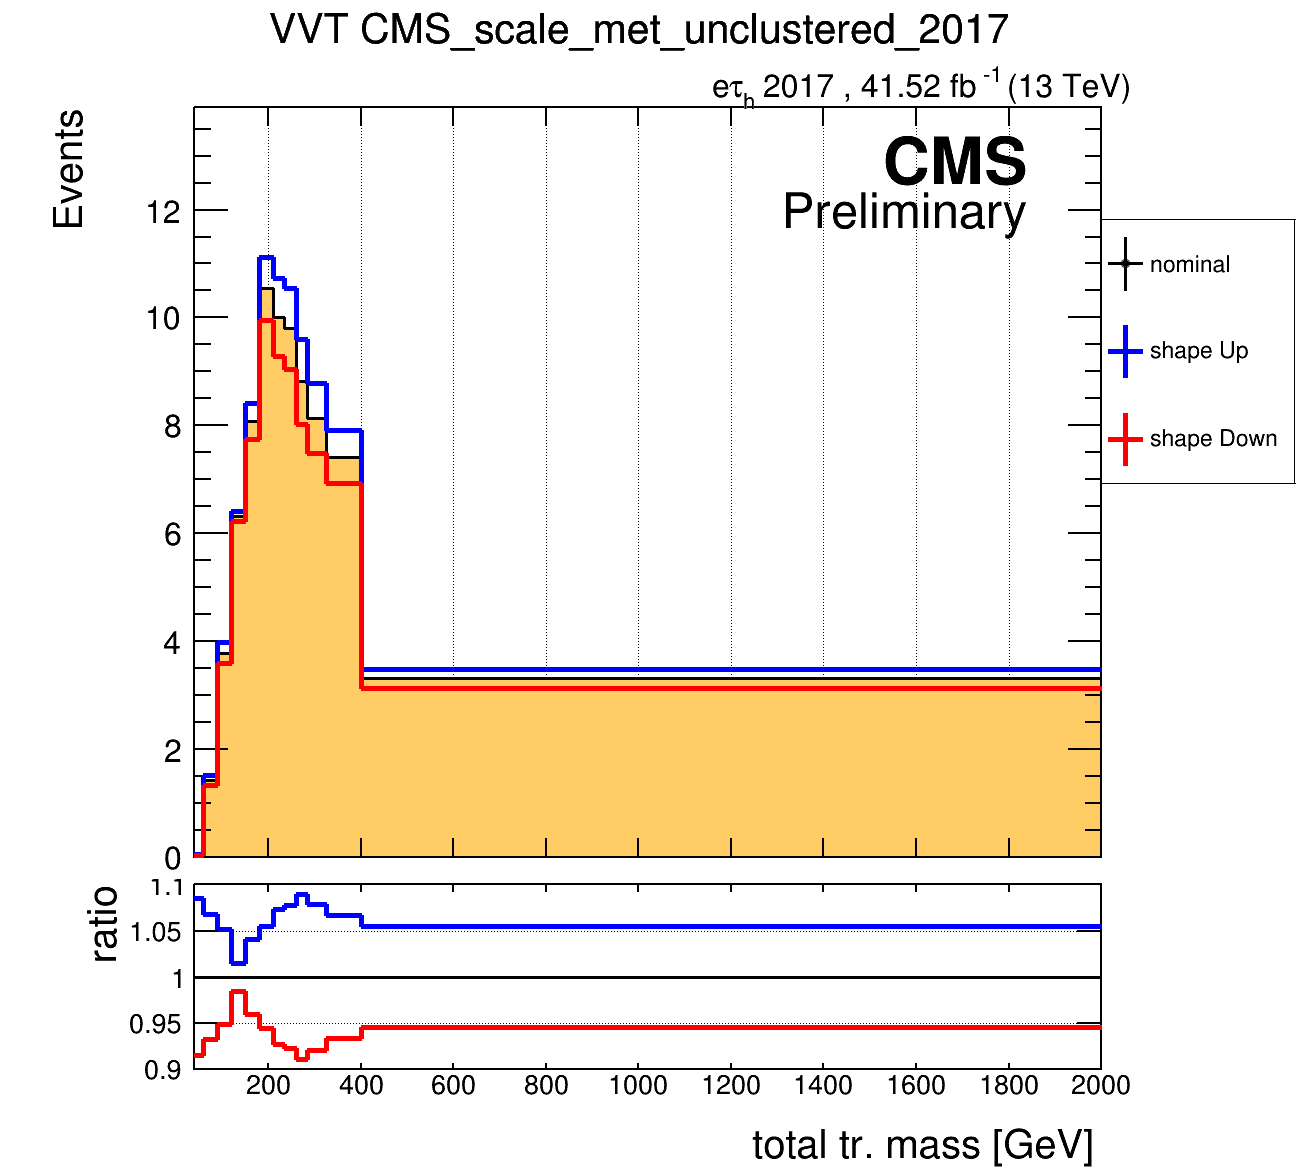 VVT CMS_scale_met_unclustered_2017
eτh 2017 , 41.52 fb -1 (13 TeV)
Events
CMS
Preliminary
12
10
8
6
4
2
0
nominal
shape Up
shape Down
ratio
1.1
1.05
1
0.95
0.9
200 400 600 800 1000 1200 1400 1600 1800 2000
total tr. mass [GeV]